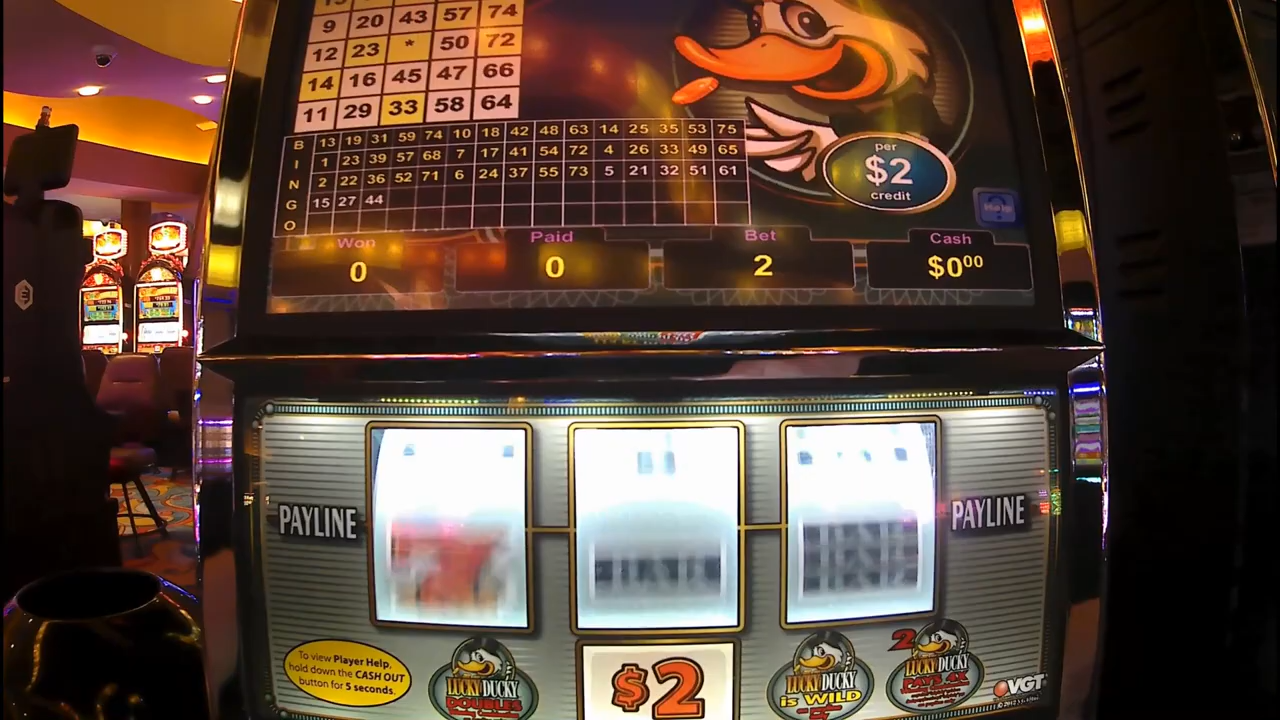 9 20 43 57 74
12 23 * 50 72
14 16 45 47 66
11 29 33 58 64
B 13 19 31 59 74 10 18 42 48 63 14 25 35 53 75
I 1 23 39 57 68 7 17 41 54 72 4 26 33 49 65
N 2 22 36 52 71 6 24 37 55 73 5 21 32 51 61
G 15 27 44
O
per
$2
credit
Help
Won Paid Bet Cash
0 0 2 $0.00
PAYLINE PAYLINE
7
To view Player Help,
hold down the CASH OUT
button for 5 seconds.
LUCKY DUCKY
DOUBLES
$2
LUCKY DUCKY
is WILD
2
LUCKY DUCKY
PAYS 4X
VGT